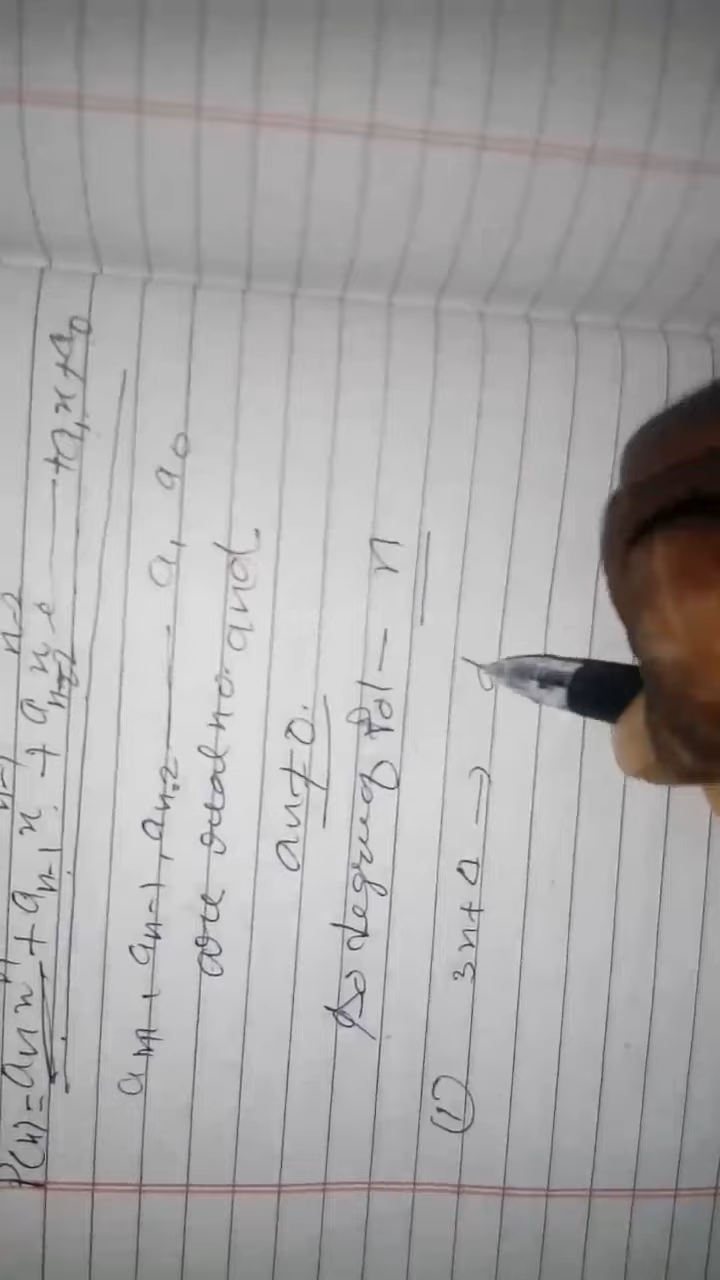 P(x) = aₙxⁿ + aₙ₋₁xⁿ⁻¹ + aₙ₋₂xⁿ⁻² + —— + a₁x + a₀
aₙ, aₙ₋₁, aₙ₋₂ —— a₁ a₀
are real no. and
aₙ ≠ 0.
So degree of Pol — n
(1) 3x + 4 → d